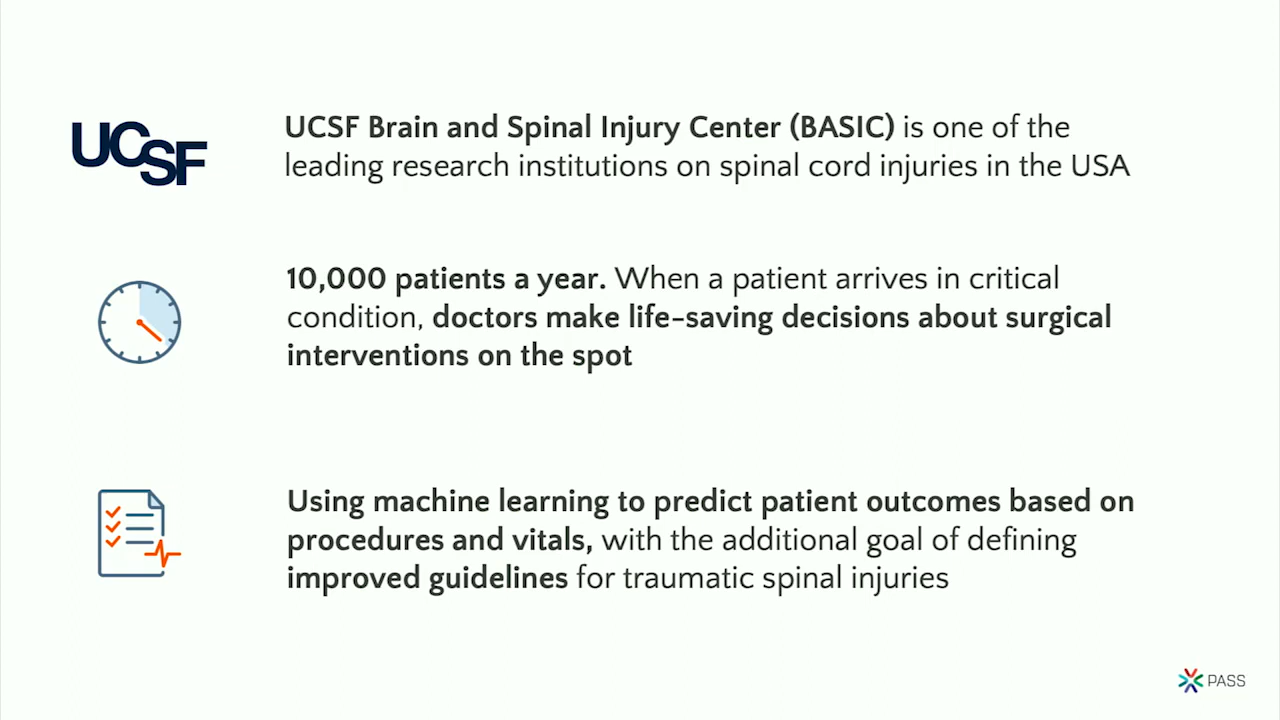 UCSF
UCSF Brain and Spinal Injury Center (BASIC) is one of the
leading research institutions on spinal cord injuries in the USA
10,000 patients a year. When a patient arrives in critical
condition, doctors make life-saving decisions about surgical
interventions on the spot
Using machine learning to predict patient outcomes based on
procedures and vitals, with the additional goal of defining
improved guidelines for traumatic spinal injuries
PASS